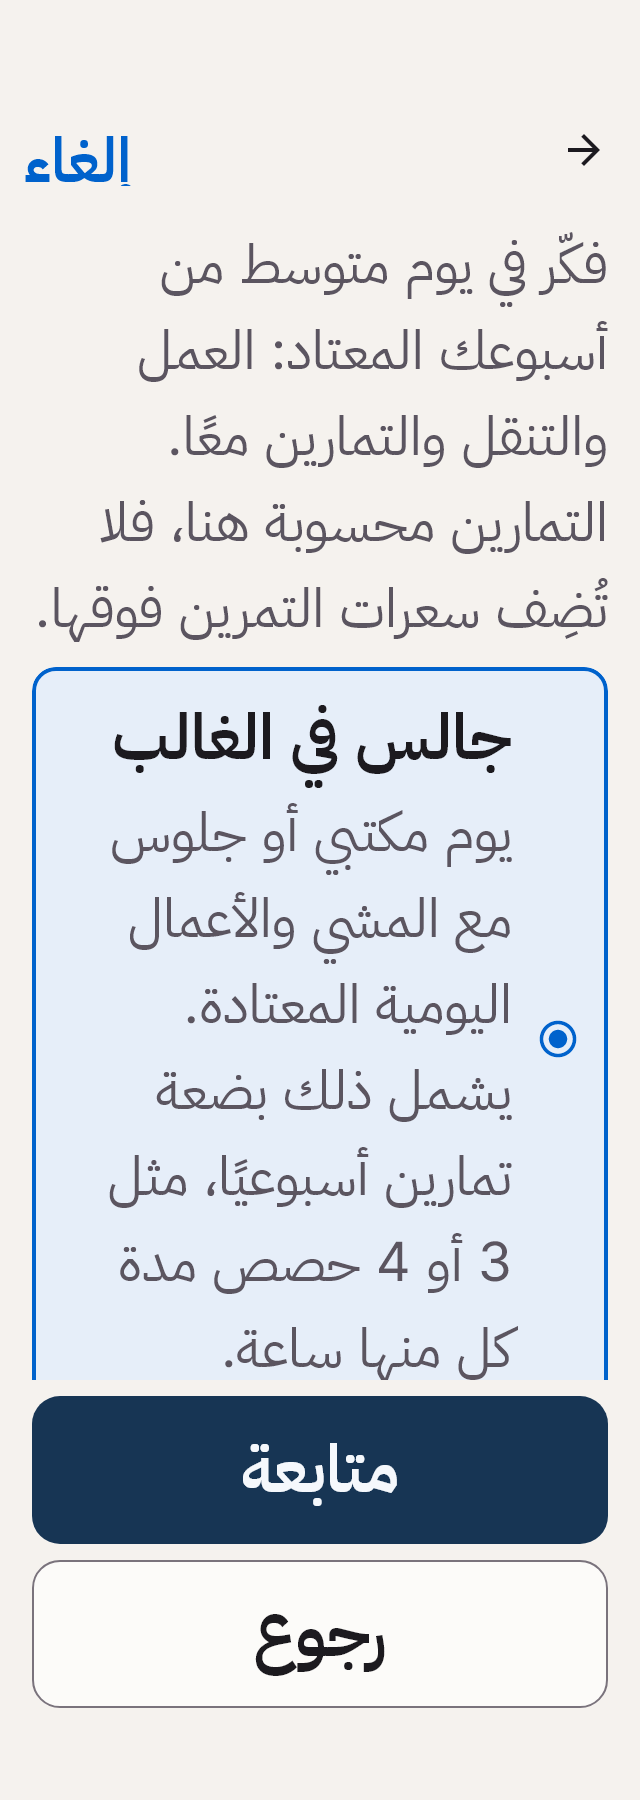 إلغاء
فكّر في يوم متوسط من
أسبوعك المعتاد: العمل
والتنقل والتمارين معًا.
التمارين محسوبة هنا، فلا
تُضِف سعرات التمرين فوقها.
جالس في الغالب
يوم مكتبي أو جلوس
مع المشي والأعمال
اليومية المعتادة.
يشمل ذلك بضعة
تمارين أسبوعيًا، مثل
3 أو 4 حصص مدة
كل منها ساعة.
متابعة
رجوع